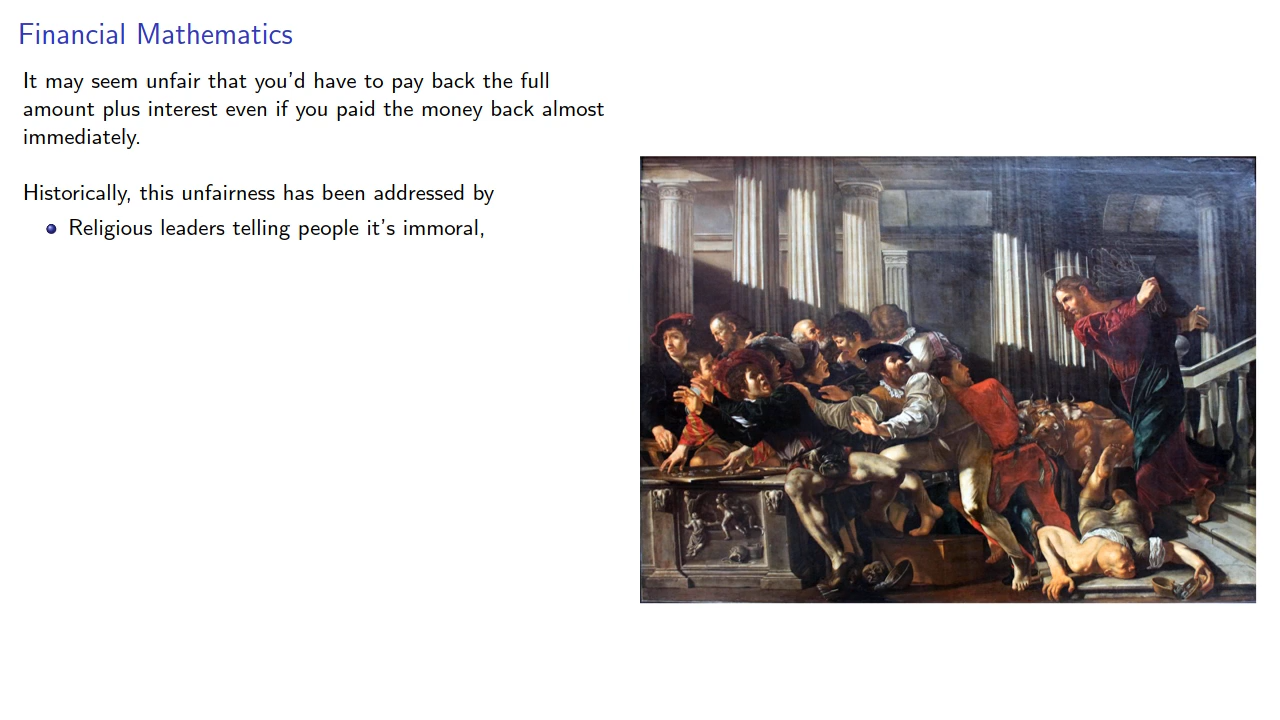 Financial Mathematics
It may seem unfair that you'd have to pay back the full
amount plus interest even if you paid the money back almost
immediately.
Historically, this unfairness has been addressed by
Religious leaders telling people it's immoral,